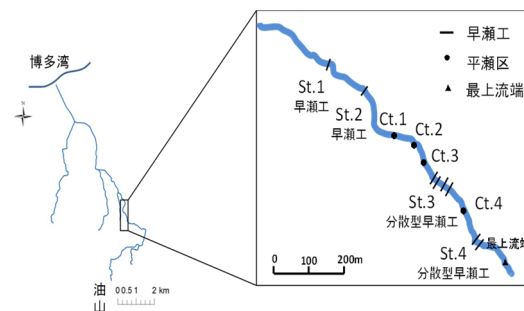 博多湾
N
油
山
0 0.5 1 2 km
早瀬工
平瀬区
最上流端
St.1
早瀬工
St.2
早瀬工
Ct.1
Ct.2
Ct.3
St.3
分散型早瀬工
Ct.4
最上流端
St.4
分散型早瀬工
0 100 200m